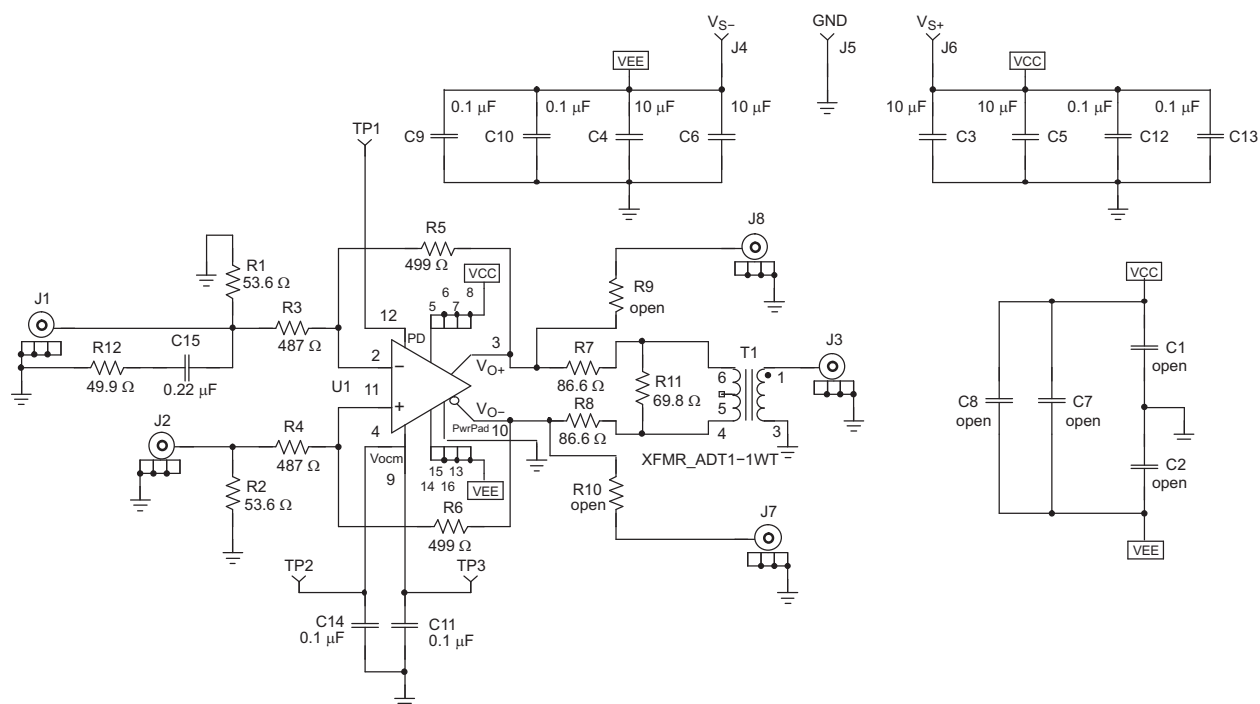 VS−
J4
GND
J5
VS+
J6
VEE
VCC
0.1 µF
0.1 µF
10 µF
10 µF
10 µF
10 µF
0.1 µF
0.1 µF
C9
C10
C4
C6
C3
C5
C12
C13
TP1
J8
R5
499 Ω
VCC
R1
53.6 Ω
6 8
5 7
R9
open
VCC
J1
R3
487 Ω
12
PD
3
C15
R12
49.9 Ω
0.22 µF
2
−
U1
11
+
VO+
R7
86.6 Ω
R11
69.8 Ω
T1
6
5
4
1
3
J3
C1
open
C8
open
C7
open
VO−
R8
86.6 Ω
PwrPad
10
J2
R4
487 Ω
4
Vocm
9
15 13
14 16
VEE
XFMR_ADT1−1WT
C2
open
R2
53.6 Ω
R10
open
R6
499 Ω
J7
VEE
TP2
TP3
C14
0.1 µF
C11
0.1 µF